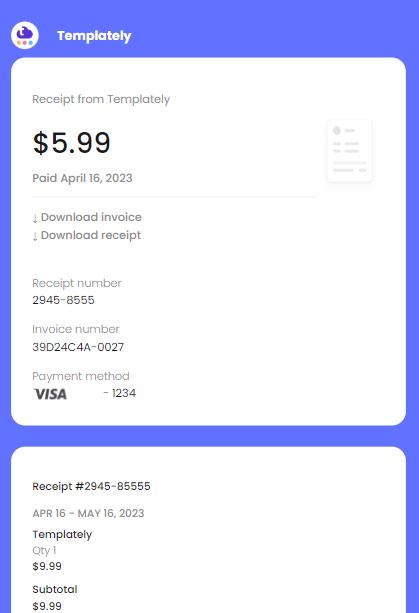 Templately
Receipt from Templately
$5.99
Paid April 16, 2023
↓ Download invoice
↓ Download receipt
Receipt number
2945-8555
Invoice number
39D24C4A-0027
Payment method
VISA - 1234
Receipt #2945-85555
APR 16 - MAY 16, 2023
Templately
Qty 1
$9.99
Subtotal
$9.99